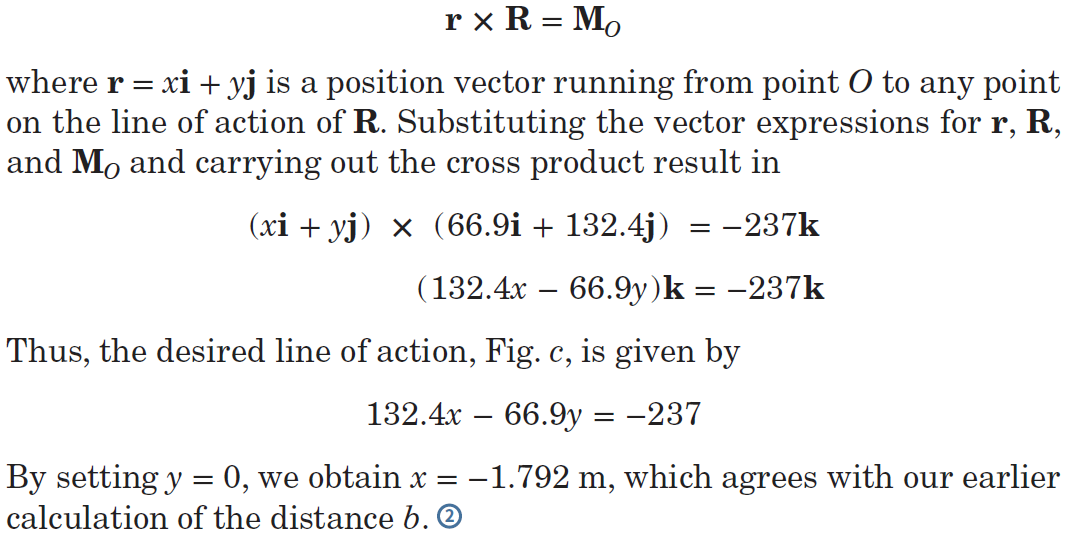 r × R = M_O
where r = xi + yj is a position vector running from point O to any point
on the line of action of R. Substituting the vector expressions for r, R,
and M_O and carrying out the cross product result in
(xi + yj) × (66.9i + 132.4j) = −237k
(132.4x − 66.9y)k = −237k
Thus, the desired line of action, Fig. c, is given by
132.4x − 66.9y = −237
By setting y = 0, we obtain x = −1.792 m, which agrees with our earlier
calculation of the distance b. ②